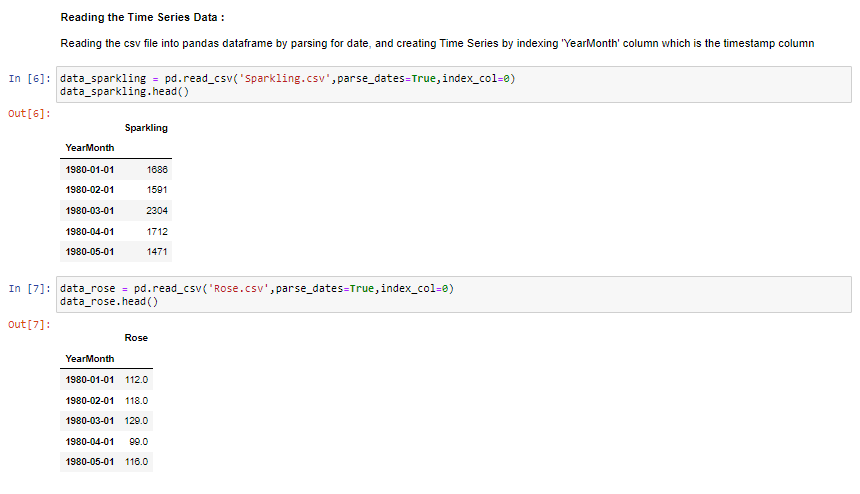 Reading the Time Series Data :
Reading the csv file into pandas dataframe by parsing for date, and creating Time Series by indexing 'YearMonth' column which is the timestamp column
In [6]: data_sparkling = pd.read_csv('Sparkling.csv',parse_dates=True,index_col=0)
data_sparkling.head()
Out[6]:
Sparkling
YearMonth
1980-01-01 1686
1980-02-01 1591
1980-03-01 2304
1980-04-01 1712
1980-05-01 1471
In [7]: data_rose = pd.read_csv('Rose.csv',parse_dates=True,index_col=0)
data_rose.head()
Out[7]:
Rose
YearMonth
1980-01-01 112.0
1980-02-01 118.0
1980-03-01 129.0
1980-04-01 99.0
1980-05-01 116.0